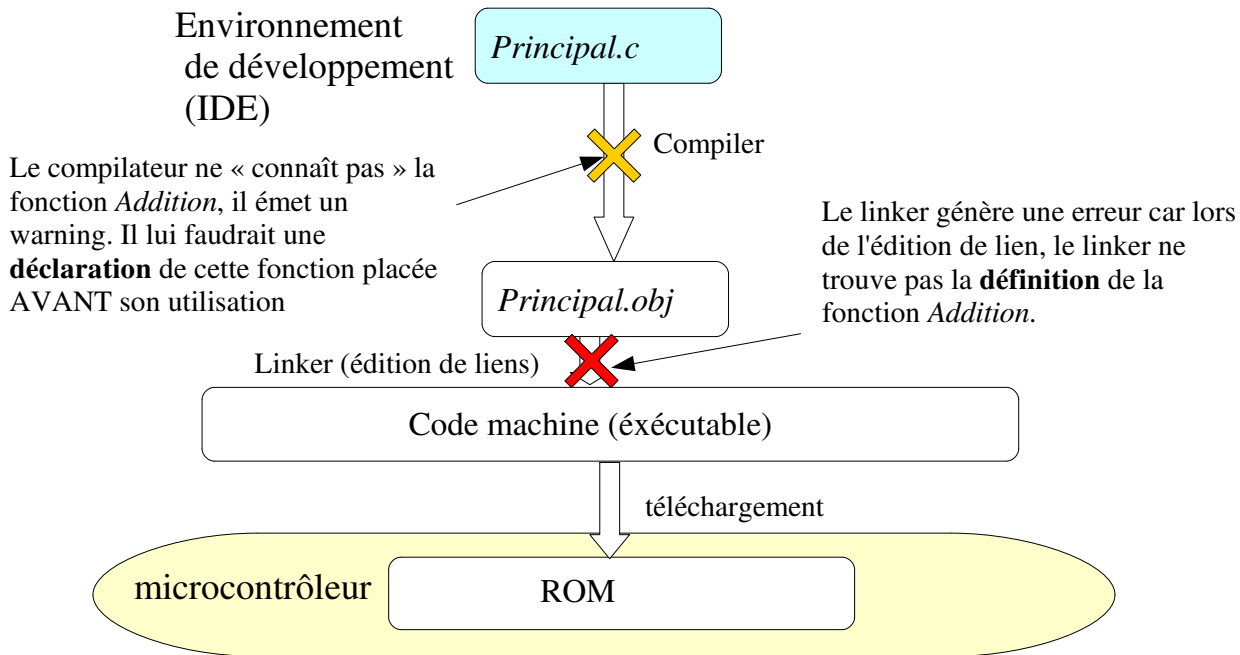 Environnement
de développement
(IDE)
Principal.c
Compiler
Le compilateur ne « connaît pas » la
fonction Addition, il émet un
warning. Il lui faudrait une
déclaration de cette fonction placée
AVANT son utilisation
Le linker génère une erreur car lors
de l'édition de lien, le linker ne
trouve pas la définition de la
fonction Addition.
Principal.obj
Linker (édition de liens)
Code machine (éxécutable)
téléchargement
microcontrôleur
ROM